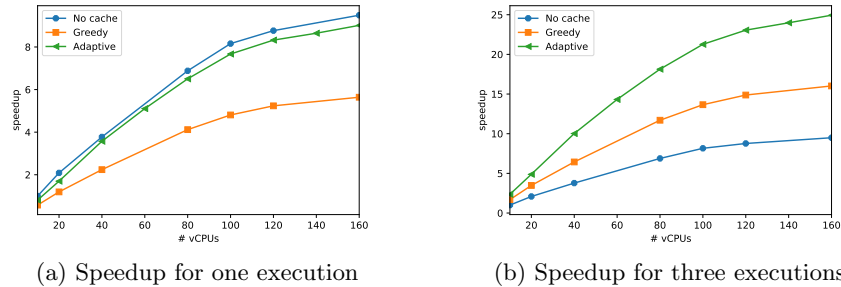 No cache
Greedy
Adaptive
8
6
4
2
speedup
20 40 60 80 100 120 140 160
# vCPUs
(a) Speedup for one execution
No cache
Greedy
Adaptive
25
20
15
10
5
0
speedup
20 40 60 80 100 120 140 160
# vCPUs
(b) Speedup for three executions